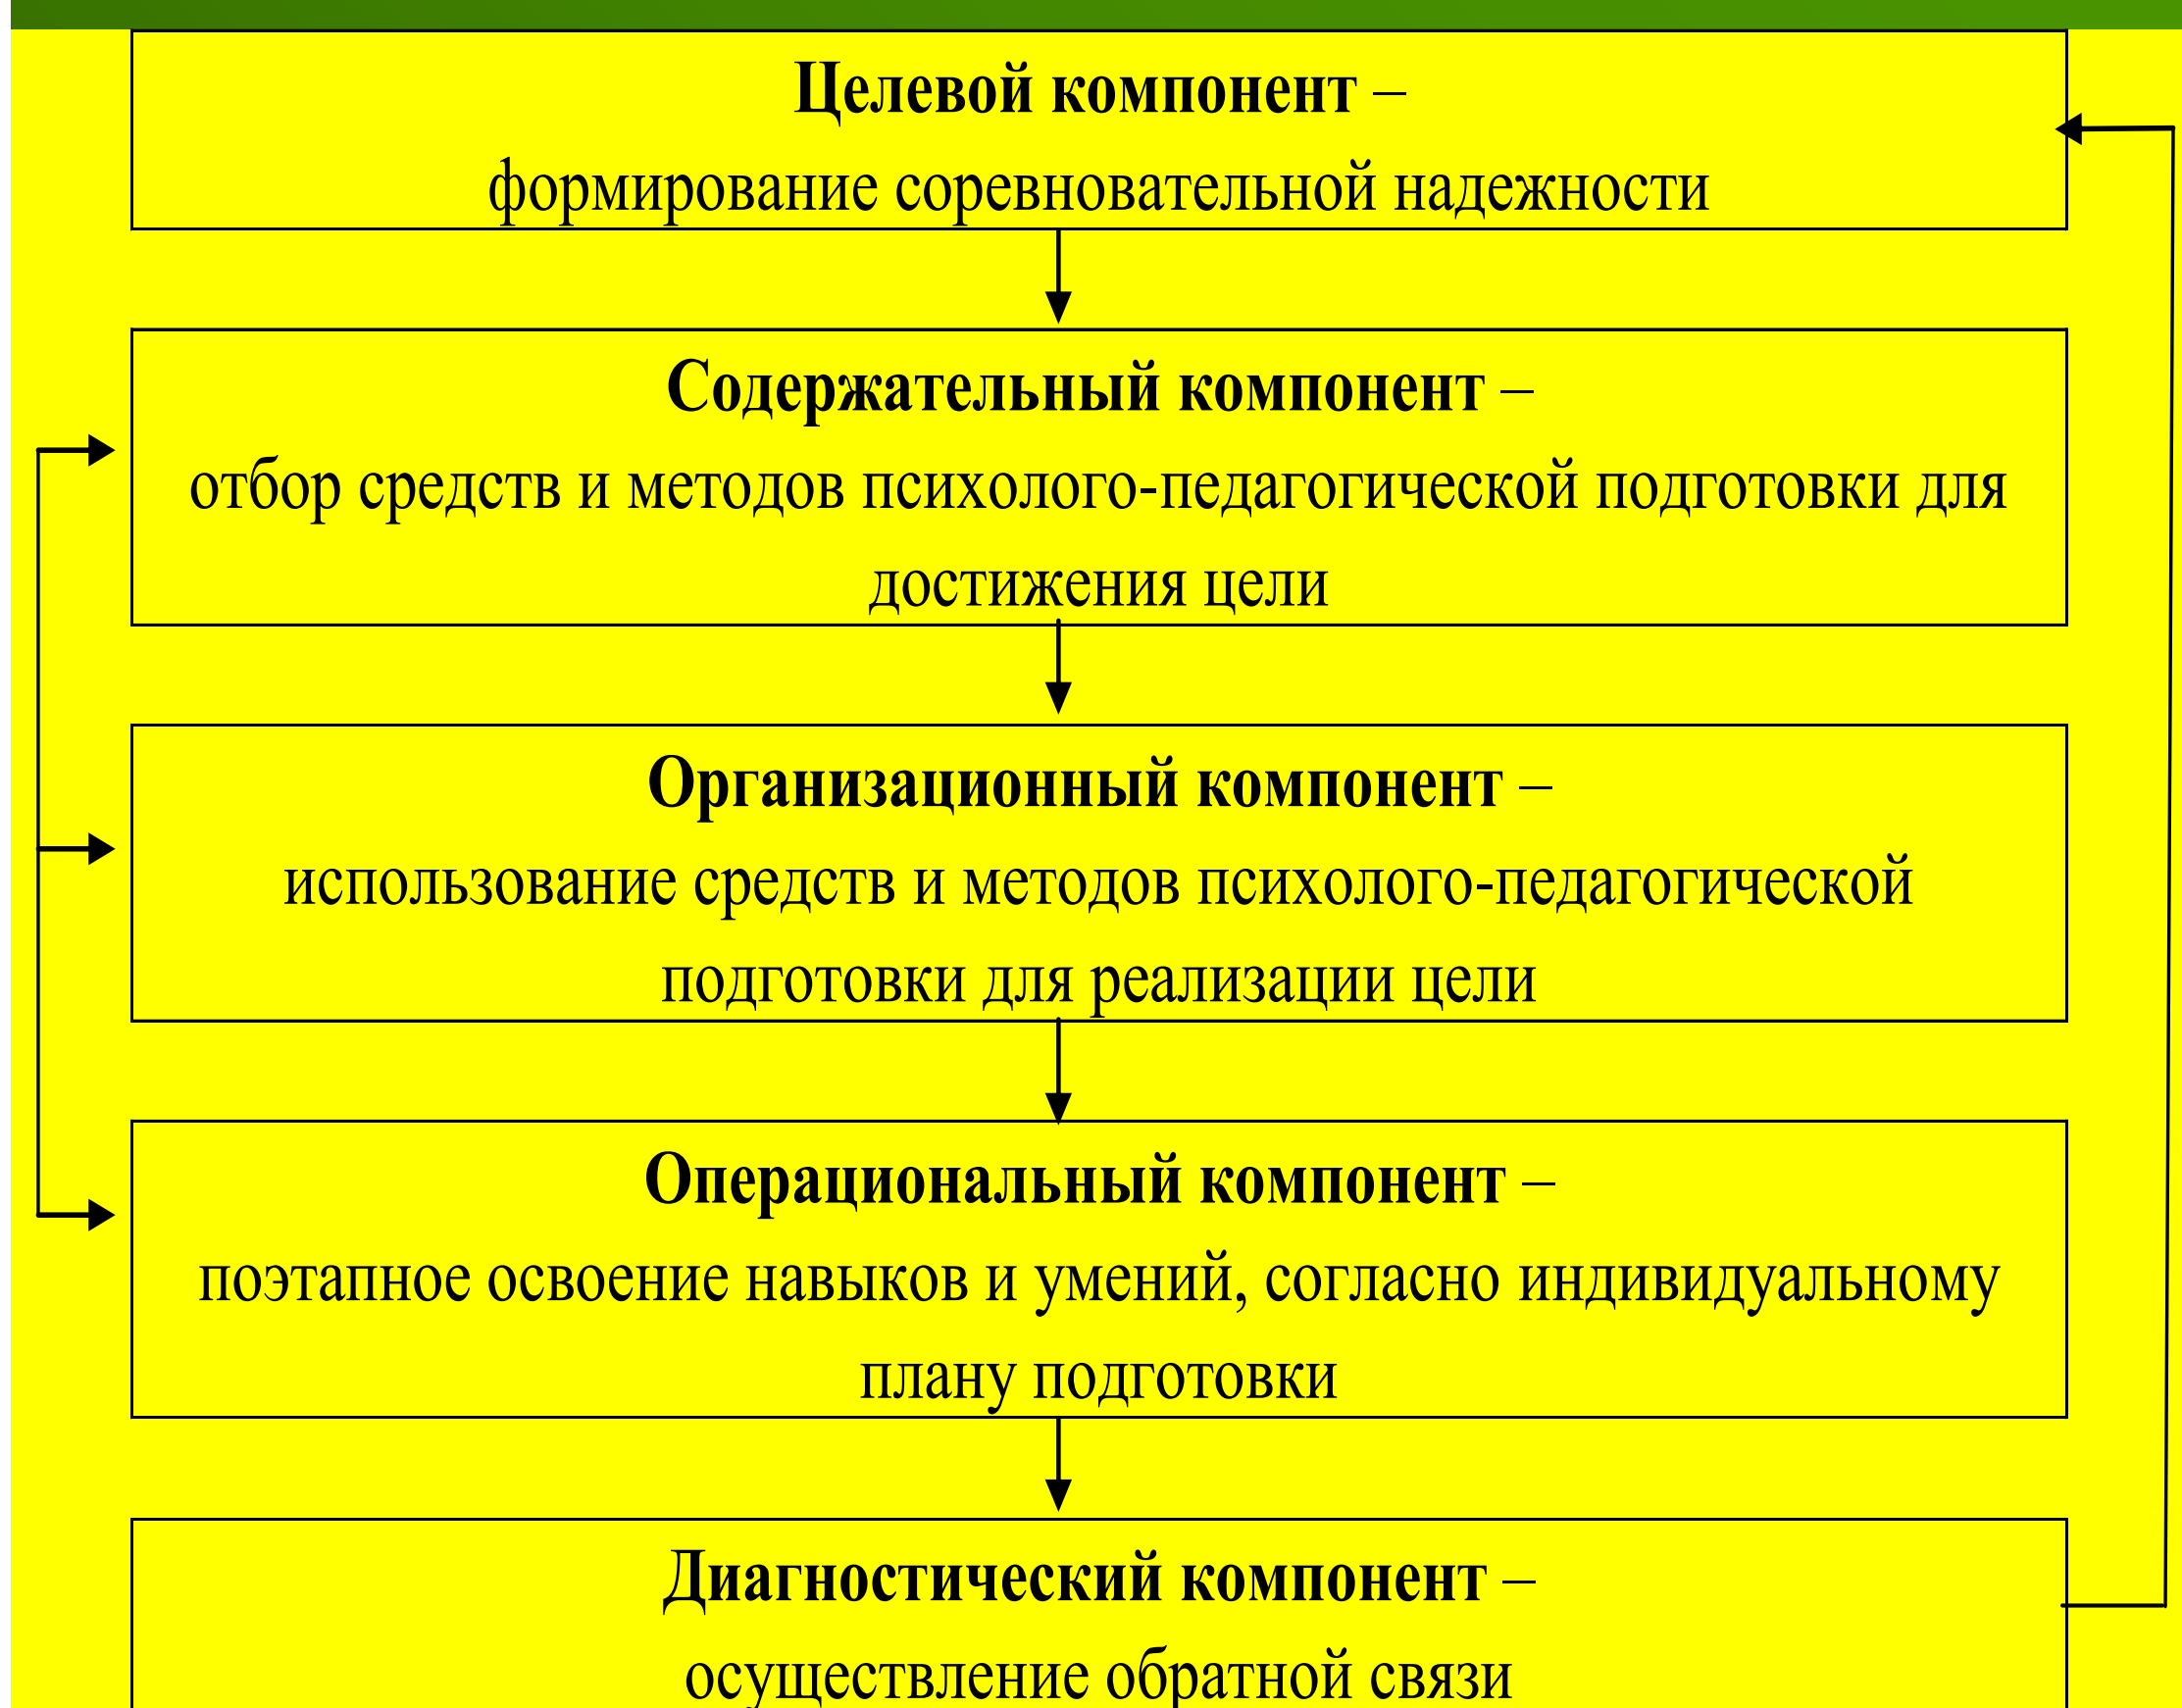 Целевой компонент –
формирование соревновательной надежности
Содержательный компонент –
отбор средств и методов психолого-педагогической подготовки для
достижения цели
Организационный компонент –
использование средств и методов психолого-педагогической
подготовки для реализации цели
Операциональный компонент –
поэтапное освоение навыков и умений, согласно индивидуальному
плану подготовки
Диагностический компонент –
осуществление обратной связи